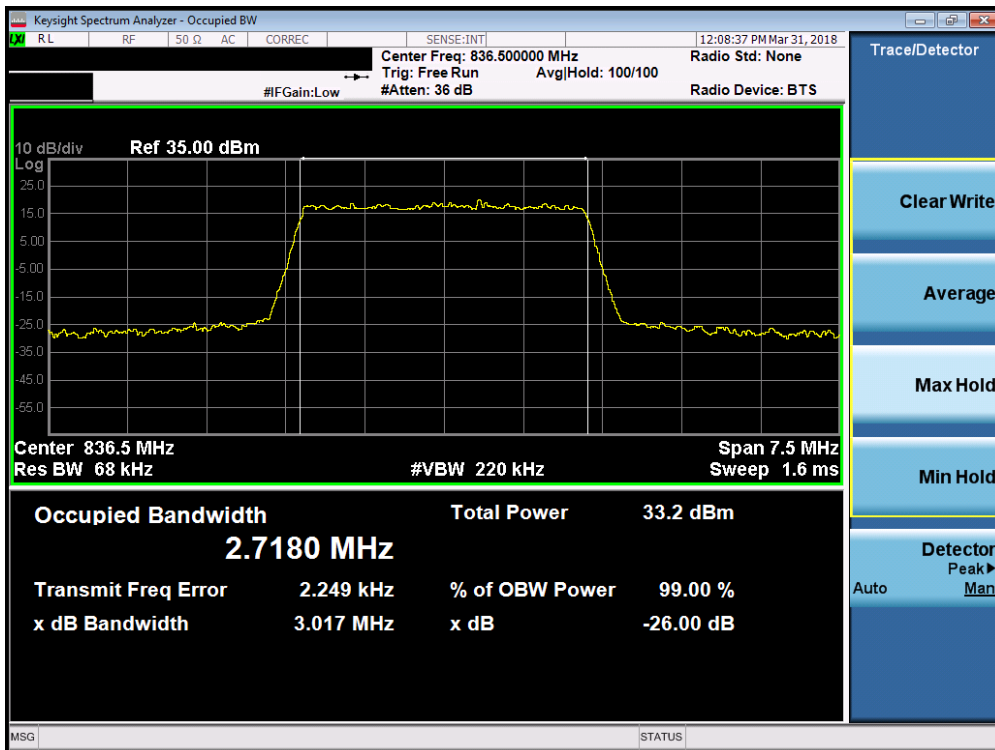 Keysight Spectrum Analyzer - Occupied BW
LXI RL RF 50 Ω AC CORREC SENSE:INT 12:08:37 PM Mar 31, 2018
Center Freq: 836.500000 MHz Radio Std: None
Trig: Free Run Avg|Hold: 100/100
#IFGain:Low #Atten: 36 dB Radio Device: BTS
Trace/Detector
10 dB/div Ref 35.00 dBm
Log
25.0
15.0
5.00
-5.00
-15.0
-25.0
-35.0
-45.0
-55.0
Center 836.5 MHz Span 7.5 MHz
Res BW 68 kHz #VBW 220 kHz Sweep 1.6 ms
Occupied Bandwidth Total Power 33.2 dBm
2.7180 MHz
Transmit Freq Error 2.249 kHz % of OBW Power 99.00 %
x dB Bandwidth 3.017 MHz x dB -26.00 dB
Clear Write
Average
Max Hold
Min Hold
Detector
Peak▶
Auto Man
MSG STATUS